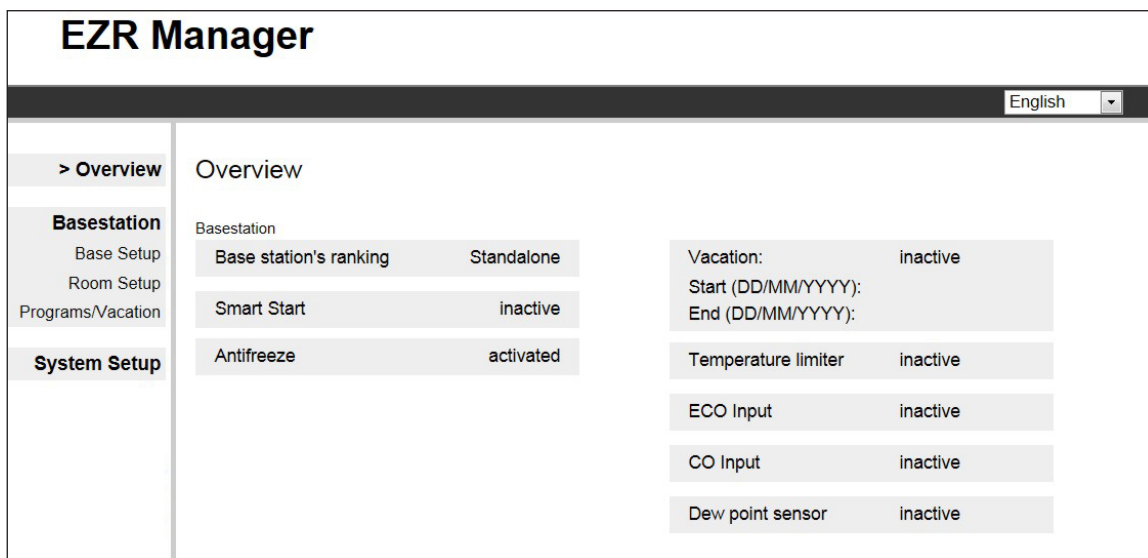 EZR Manager
English
> Overview
Basestation
Base Setup
Room Setup
Programs/Vacation
System Setup
Overview
Basestation
Base station's ranking Standalone
Smart Start inactive
Antifreeze activated
Vacation: inactive
Start (DD/MM/YYYY):
End (DD/MM/YYYY):
Temperature limiter inactive
ECO Input inactive
CO Input inactive
Dew point sensor inactive